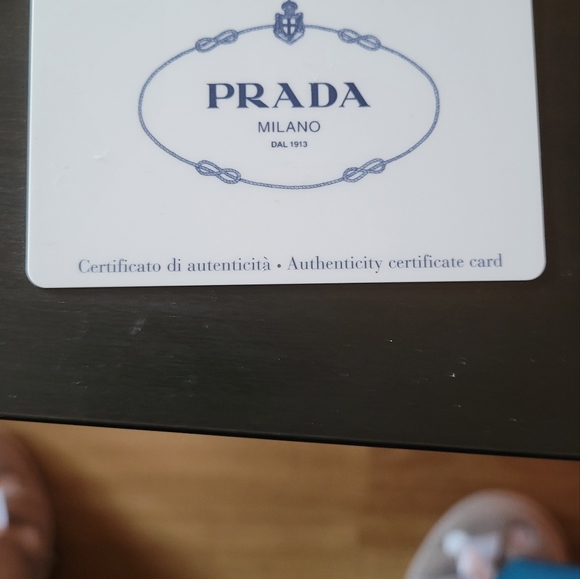 PRADA
MILANO
DAL 1913
Certificato di autenticità • Authenticity certificate card